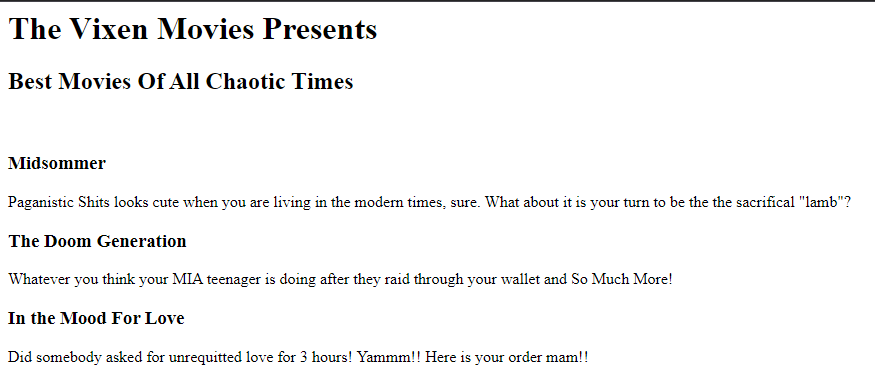 The Vixen Movies Presents
Best Movies Of All Chaotic Times
Midsommer
Paganistic Shits looks cute when you are living in the modern times, sure. What about it is your turn to be the the sacrifical "lamb"?
The Doom Generation
Whatever you think your MIA teenager is doing after they raid through your wallet and So Much More!
In the Mood For Love
Did somebody asked for unrequitted love for 3 hours! Yammm!! Here is your order mam!!